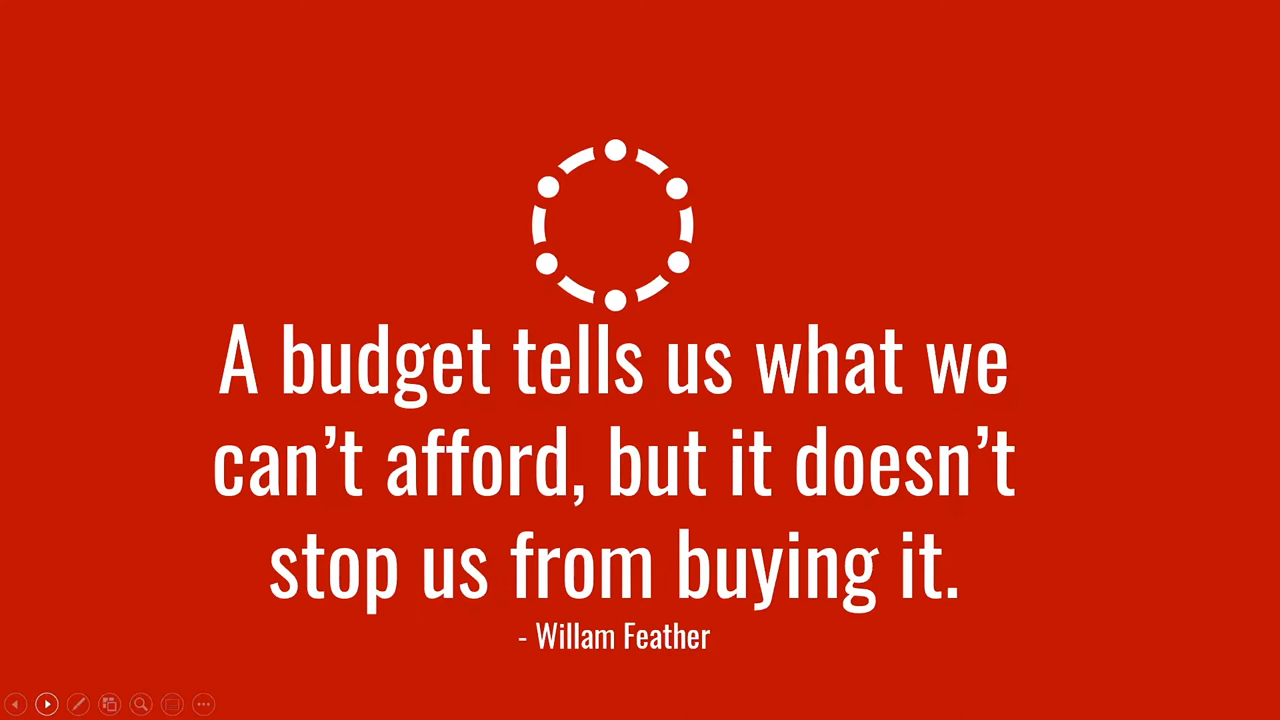 A budget tells us what we
can’t afford, but it doesn’t
stop us from buying it.
- Willam Feather